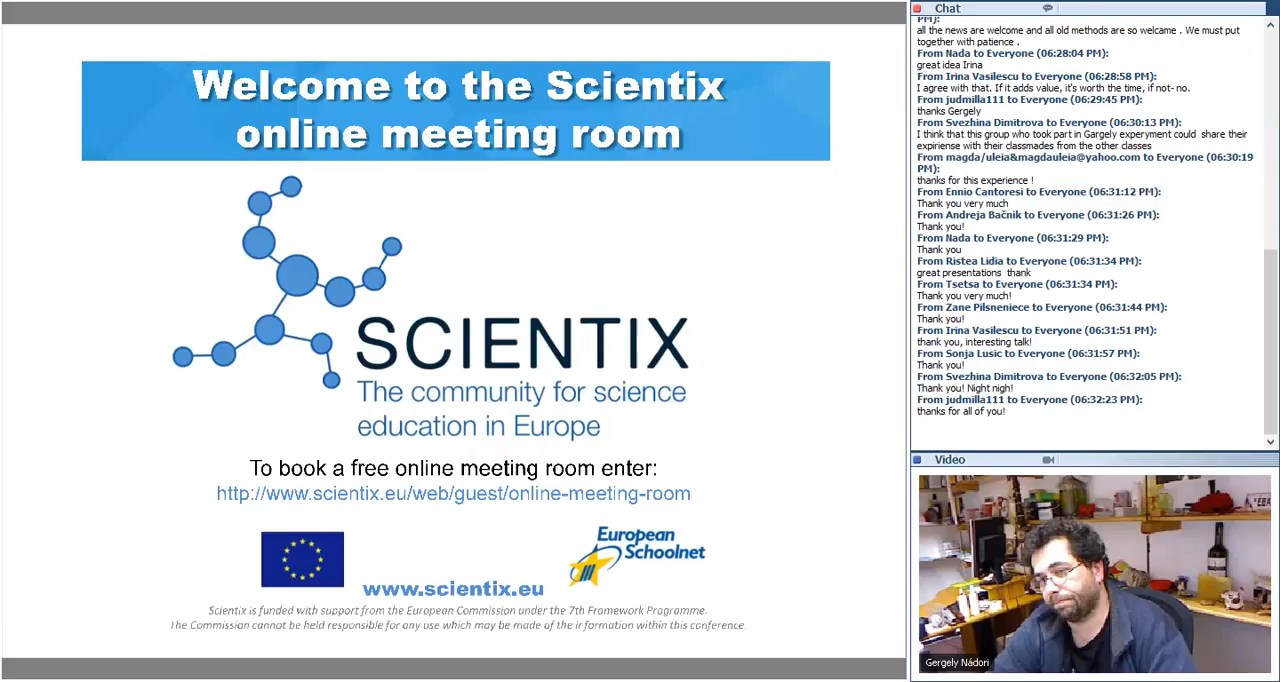 Welcome to the Scientix
online meeting room
SCIENTIX
The community for science
education in Europe
To book a free online meeting room enter:
http://www.scientix.eu/web/guest/online-meeting-room
European
Schoolnet
www.scientix.eu
Scientix is funded with support from the European Commission under the 7th Framework Programme.
The Commission cannot be held responsible for any use which may be made of the information within this conference.
Chat
PM):
all the news are welcome and all old methods are so welcame . We must put
together with patience .
From Nada to Everyone (06:28:04 PM):
great idea Irina
From Irina Vasilescu to Everyone (06:28:58 PM):
I agree with that. If it adds value, it's worth the time, if not- no.
From judmilla111 to Everyone (06:29:45 PM):
thanks Gergely
From Svezhina Dimitrova to Everyone (06:30:13 PM):
I think that this group who took part in Gargely experyment could share their
expiriense with their classmades from the other classes
From magda/uleia&magdauleia@yahoo.com to Everyone (06:30:19
PM):
thanks for this experience !
From Ennio Cantoresi to Everyone (06:31:12 PM):
Thank you very much
From Andreja Bačnik to Everyone (06:31:26 PM):
Thank you!
From Nada to Everyone (06:31:29 PM):
Thank you
From Ristea Lidia to Everyone (06:31:34 PM):
great presentations thank
From Tsetsa to Everyone (06:31:34 PM):
Thank you very much!
From Zane Pilsneniece to Everyone (06:31:44 PM):
Thank you!
From Irina Vasilescu to Everyone (06:31:51 PM):
thank you, interesting talk!
From Sonja Lusic to Everyone (06:31:57 PM):
Thank you!
From Svezhina Dimitrova to Everyone (06:32:05 PM):
Thank you! Night nigh!
From judmilla111 to Everyone (06:32:23 PM):
thanks for all of you!
Video
Gergely Nádori